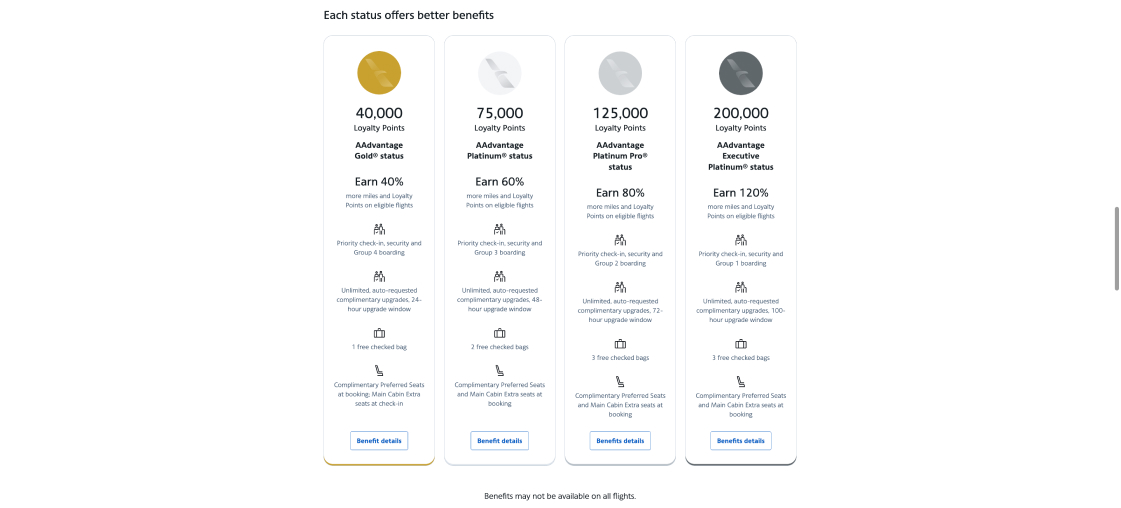 Each status offers better benefits
40,000
Loyalty Points
AAdvantage
Gold® status
Earn 40%
more miles and Loyalty
Points on eligible flights
Priority check-in, security and
Group 4 boarding
Unlimited, auto-requested
complimentary upgrades, 24-
hour upgrade window
1 free checked bag
Complimentary Preferred Seats
at booking; Main Cabin Extra
seats at check-in
Benefit details
75,000
Loyalty Points
AAdvantage
Platinum® status
Earn 60%
more miles and Loyalty
Points on eligible flights
Priority check-in, security and
Group 3 boarding
Unlimited, auto-requested
complimentary upgrades, 48-
hour upgrade window
2 free checked bags
Complimentary Preferred Seats
and Main Cabin Extra seats at
booking
Benefit details
125,000
Loyalty Points
AAdvantage
Platinum Pro®
status
Earn 80%
more miles and Loyalty
Points on eligible flights
Priority check-in, security and
Group 2 boarding
Unlimited, auto-requested
complimentary upgrades, 72-
hour upgrade window
3 free checked bags
Complimentary Preferred Seats
and Main Cabin Extra seats at
booking
Benefits details
200,000
Loyalty Points
AAdvantage
Executive
Platinum® status
Earn 120%
more miles and Loyalty
Points on eligible flights
Priority check-in, security and
Group 1 boarding
Unlimited, auto-requested
complimentary upgrades, 100-
hour upgrade window
3 free checked bags
Complimentary Preferred Seats
and Main Cabin Extra seats at
booking
Benefits details
Benefits may not be available on all flights.